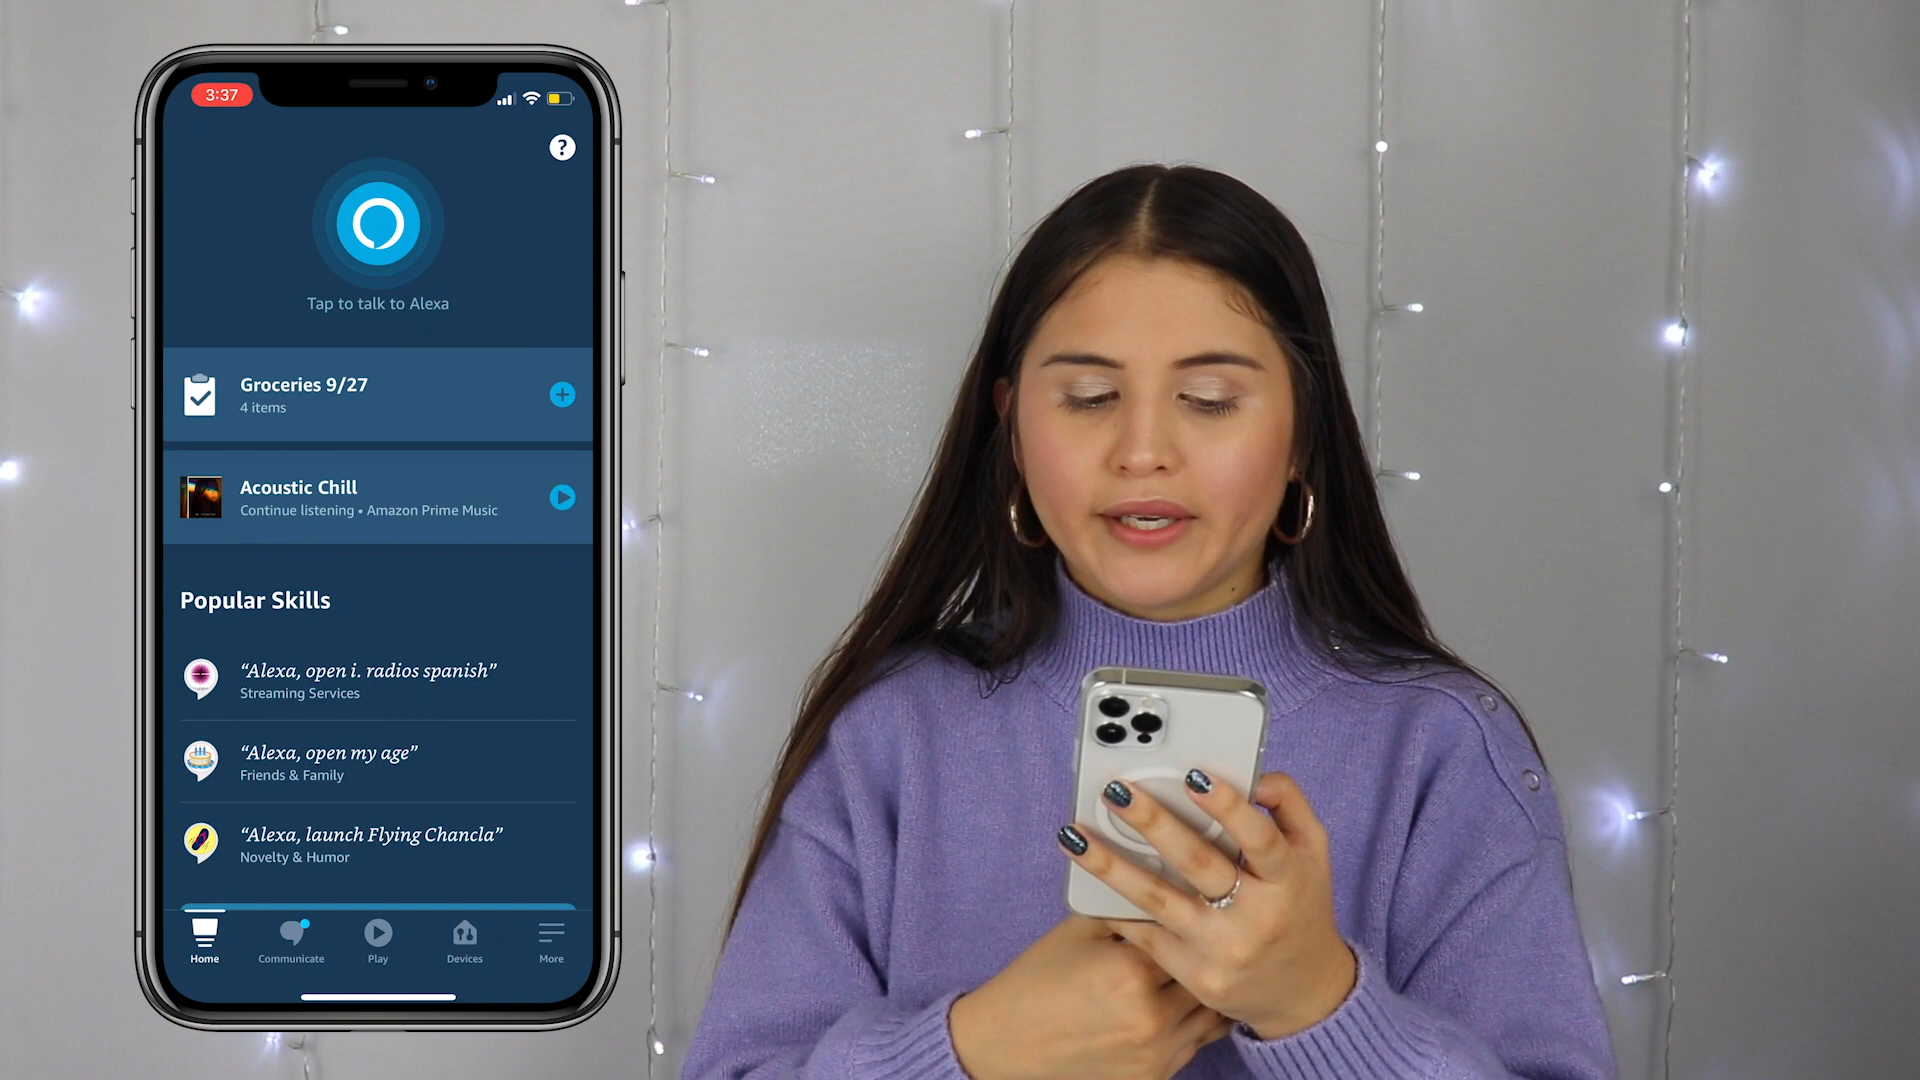 3:37
?
Tap to talk to Alexa
Groceries 9/27
4 items
Acoustic Chill
Continue listening • Amazon Prime Music
Popular Skills
“Alexa, open i. radios spanish”
Streaming Services
“Alexa, open my age”
Friends & Family
“Alexa, launch Flying Chancla”
Novelty & Humor
Home
Communicate
Play
Devices
More